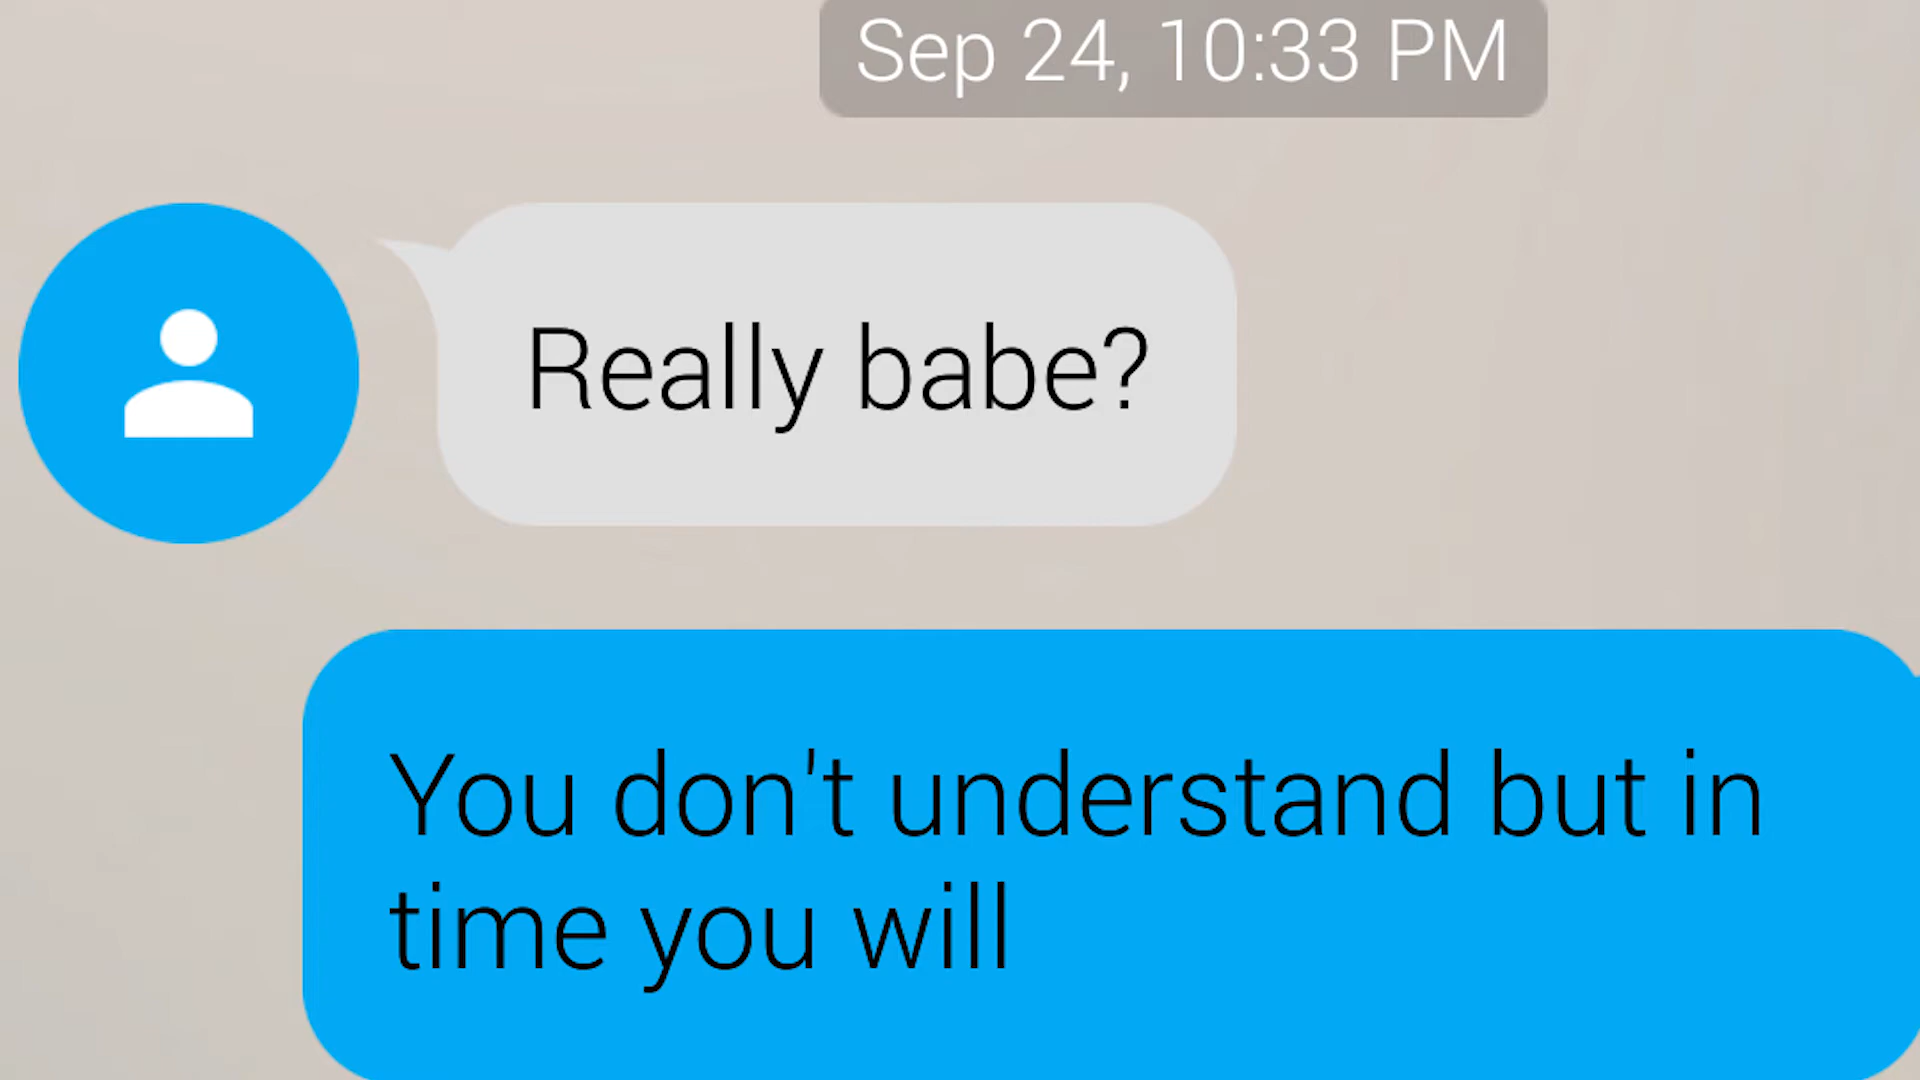 Sep 24, 10:33 PM
Really babe?
You don't understand but in
time you will